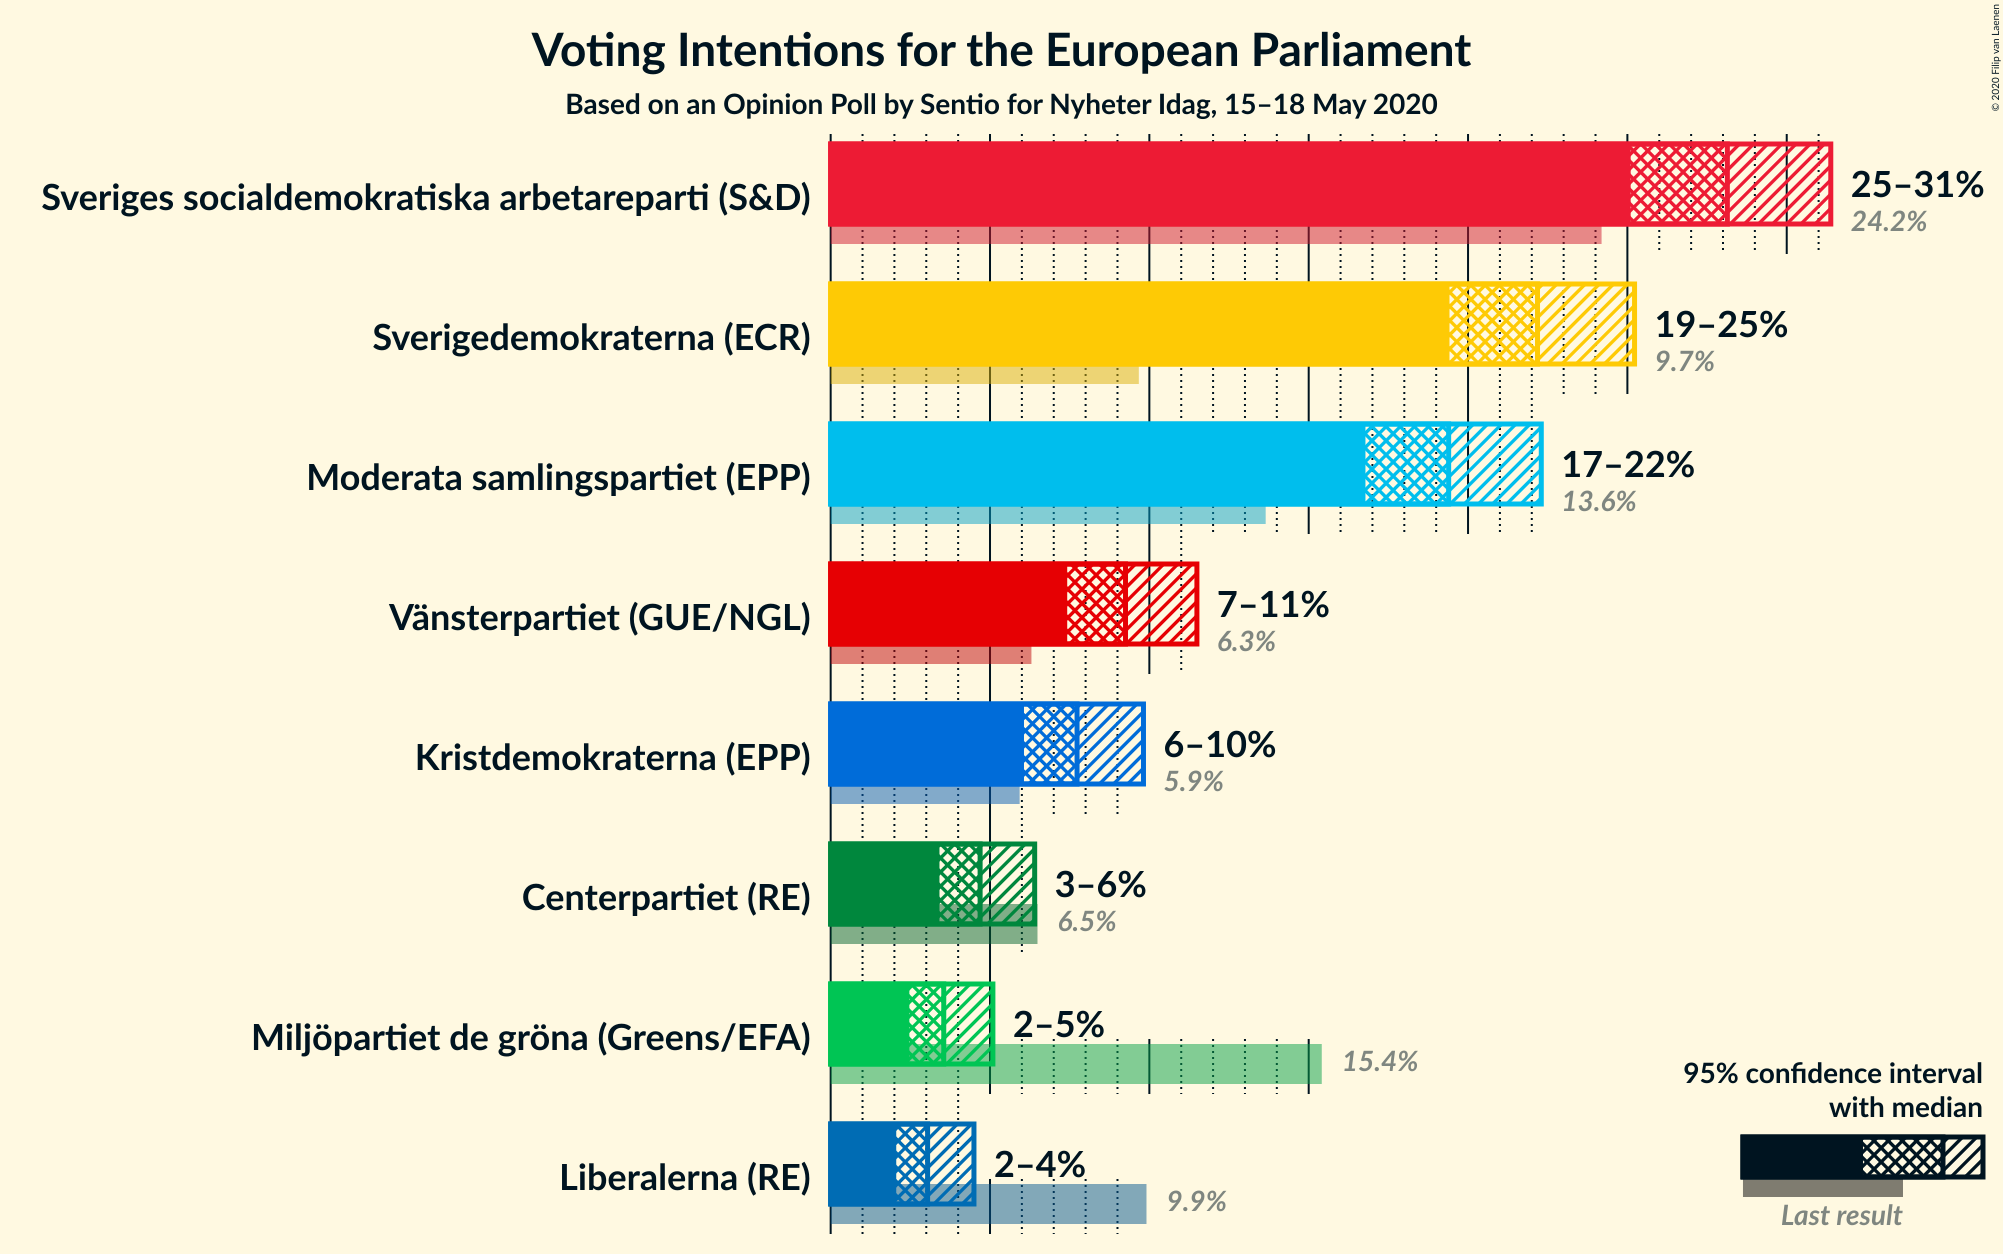 Voting Intentions for the European Parliament
Based on an Opinion Poll by Sentio for Nyheter Idag, 15–18 May 2020
© 2020 Filip van Laenen
Sveriges socialdemokratiska arbetareparti (S&D)
25–31%
24.2%
Sverigedemokraterna (ECR)
19–25%
9.7%
Moderata samlingspartiet (EPP)
17–22%
13.6%
Vänsterpartiet (GUE/NGL)
7–11%
6.3%
Kristdemokraterna (EPP)
6–10%
5.9%
Centerpartiet (RE)
3–6%
6.5%
Miljöpartiet de gröna (Greens/EFA)
2–5%
15.4%
Liberalerna (RE)
2–4%
9.9%
95% confidence interval
with median
Last result